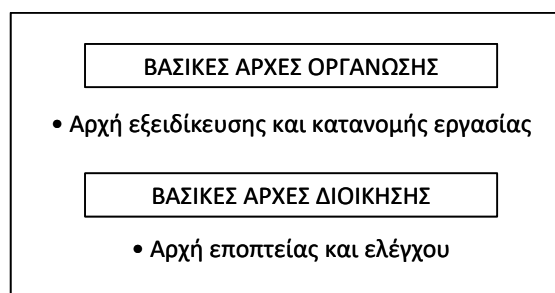 ΒΑΣΙΚΕΣ ΑΡΧΕΣ ΟΡΓΑΝΩΣΗΣ
• Αρχή εξειδίκευσης και κατανομής εργασίας
ΒΑΣΙΚΕΣ ΑΡΧΕΣ ΔΙΟΙΚΗΣΗΣ
• Αρχή εποπτείας και ελέγχου